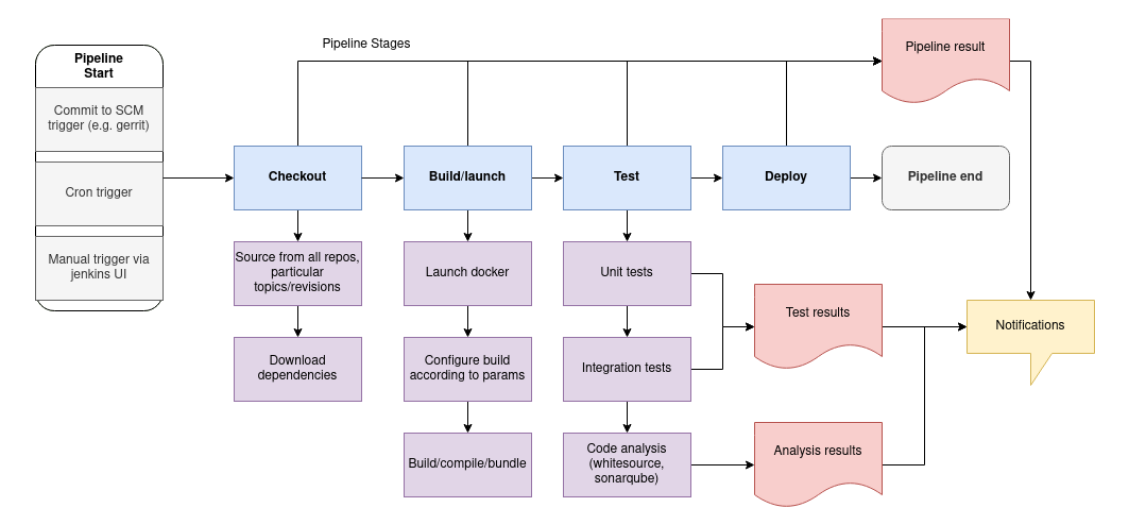 Pipeline Stages
Pipeline result
Pipeline
Start
Commit to SCM
trigger (e.g. gerrit)
Cron trigger
Manual trigger via
jenkins UI
Checkout
Build/launch
Test
Deploy
Pipeline end
Source from all repos,
particular
topics/revisions
Launch docker
Unit tests
Test results
Notifications
Download
dependencies
Configure build
according to params
Integration tests
Build/compile/bundle
Code analysis
(whitesource,
sonarqube)
Analysis results